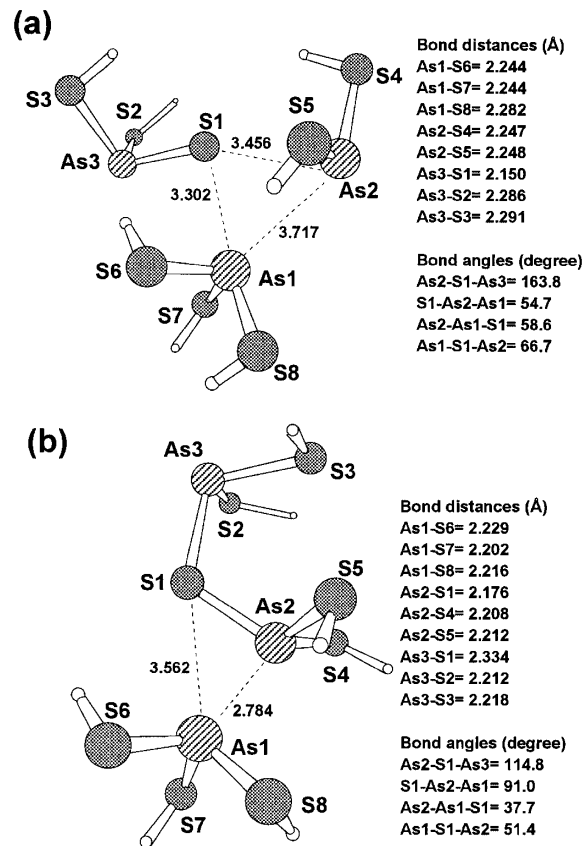 (a)
S3
S2
S1
As3
3.456
S4
S5
As2
3.302
3.717
S6
As1
S7
S8
Bond distances (Å)
As1-S6= 2.244
As1-S7= 2.244
As1-S8= 2.282
As2-S4= 2.247
As2-S5= 2.248
As3-S1= 2.150
As3-S2= 2.286
As3-S3= 2.291
Bond angles (degree)
As2-S1-As3= 163.8
S1-As2-As1= 54.7
As2-As1-S1= 58.6
As1-S1-As2= 66.7
(b)
As3
S3
S2
S1
As2
S5
S4
3.562
2.784
S6
As1
S7
S8
Bond distances (Å)
As1-S6= 2.229
As1-S7= 2.202
As1-S8= 2.216
As2-S1= 2.176
As2-S4= 2.208
As2-S5= 2.212
As3-S1= 2.334
As3-S2= 2.212
As3-S3= 2.218
Bond angles (degree)
As2-S1-As3= 114.8
S1-As2-As1= 91.0
As2-As1-S1= 37.7
As1-S1-As2= 51.4